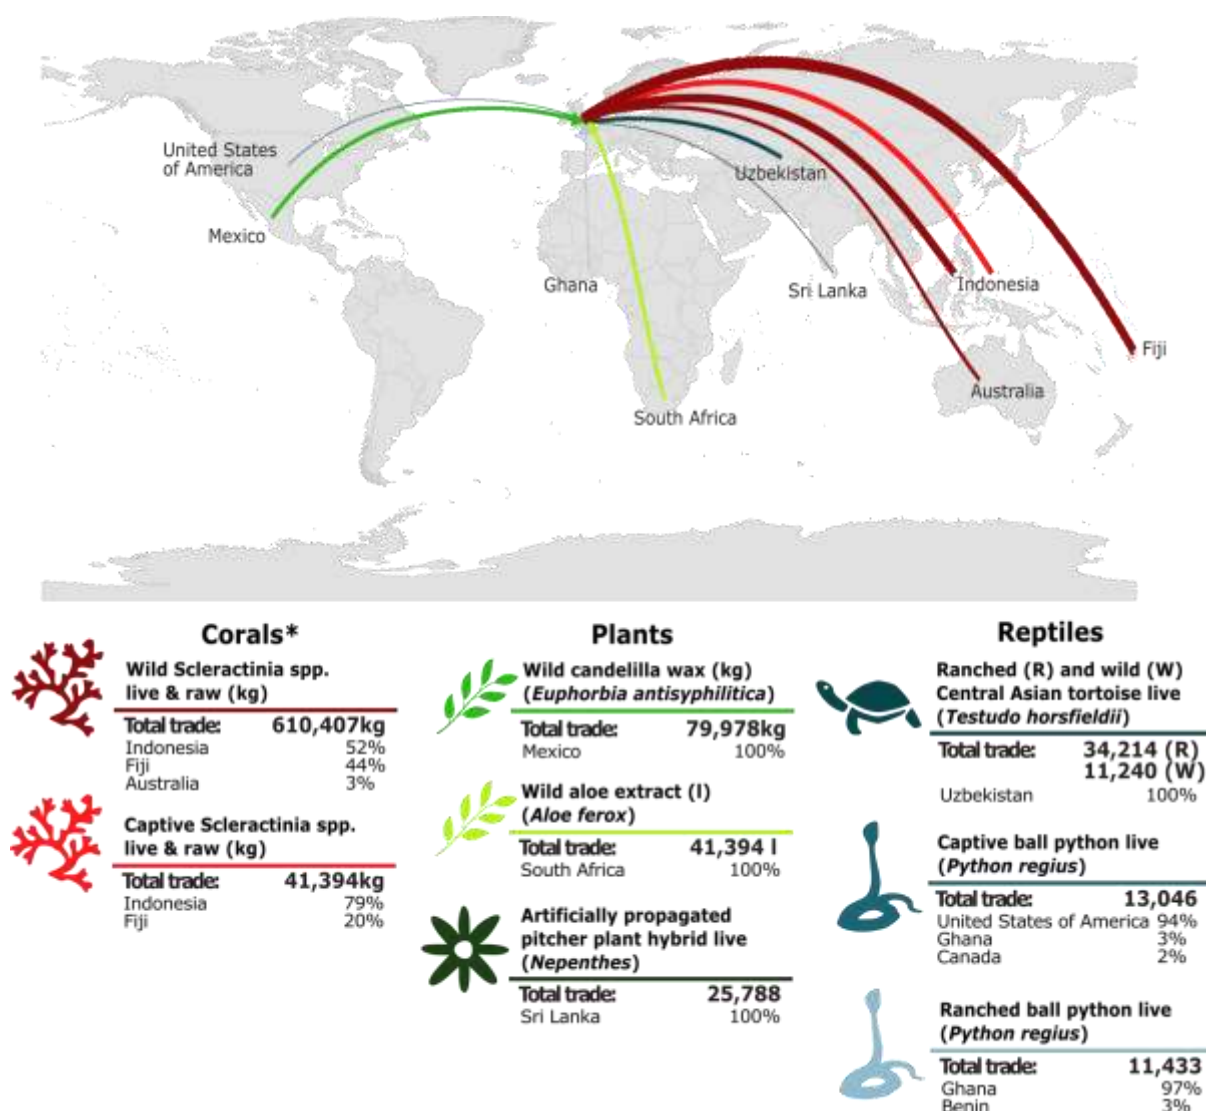 United States
of America
Mexico
Ghana
South Africa
Uzbekistan
Sri Lanka
Indonesia
Australia
Fiji
Corals*
Wild Scleractinia spp.
live & raw (kg)
Total trade: 610,407kg
Indonesia 52%
Fiji 44%
Australia 3%
Captive Scleractinia spp.
live & raw (kg)
Total trade: 41,394kg
Indonesia 79%
Fiji 20%
Plants
Wild candelilla wax (kg)
(Euphorbia antisyphilitica)
Total trade: 79,978kg
Mexico 100%
Wild aloe extract (l)
(Aloe ferox)
Total trade: 41,394 l
South Africa 100%
Artificially propagated
pitcher plant hybrid live
(Nepenthes)
Total trade: 25,788
Sri Lanka 100%
Reptiles
Ranched (R) and wild (W)
Central Asian tortoise live
(Testudo horsfieldii)
Total trade: 34,214 (R)
11,240 (W)
Uzbekistan 100%
Captive ball python live
(Python regius)
Total trade: 13,046
United States of America 94%
Ghana 3%
Canada 2%
Ranched ball python live
(Python regius)
Total trade: 11,433
Ghana 97%
Benin 3%